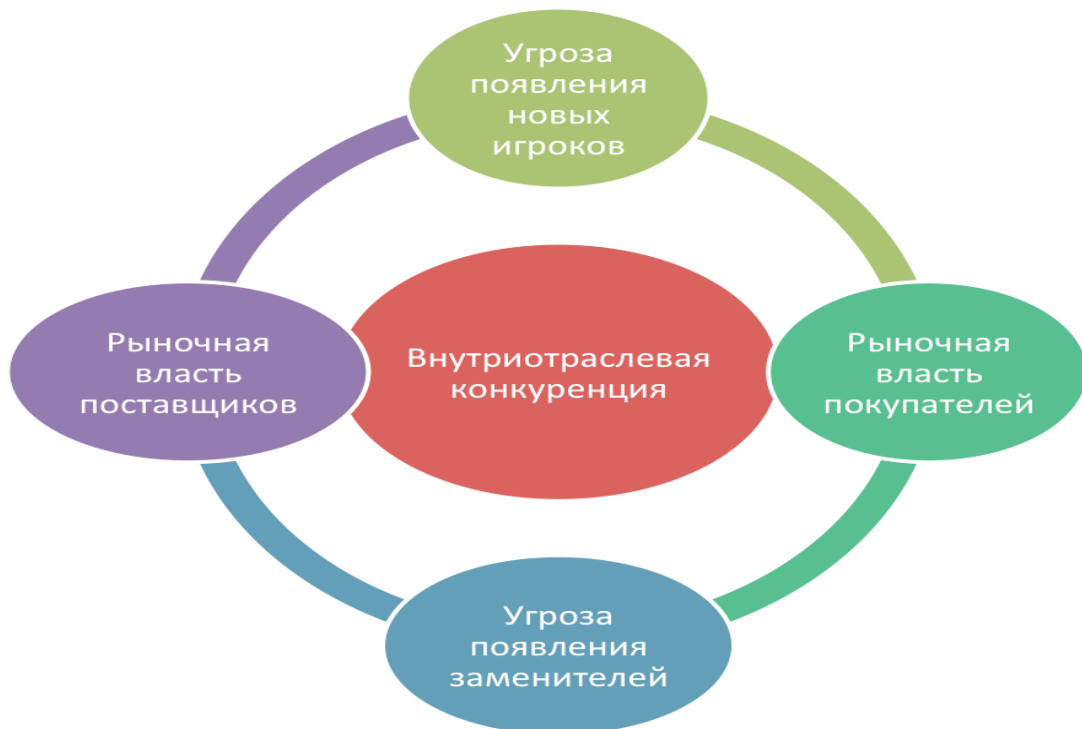 Угроза
появления
новых
игроков
Рыночная
власть
поставщиков
Внутриотраслевая
конкуренция
Рыночная
власть
покупателей
Угроза
появления
заменителей